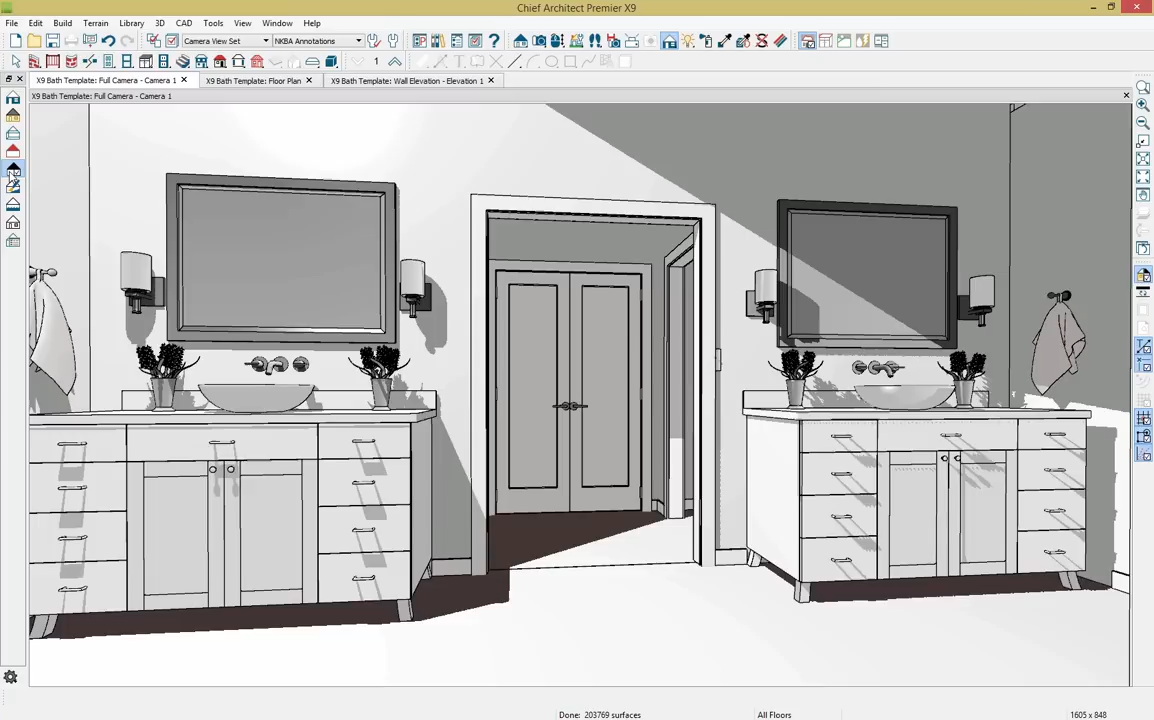 Chief Architect Premier X9
File Edit Build Terrain Library 3D CAD Tools View Window Help
Camera View Set NKBA Annotations
1
X9 Bath Template: Full Camera - Camera 1 X9 Bath Template: Floor Plan X9 Bath Template: Wall Elevation - Elevation 1
X9 Bath Template: Full Camera - Camera 1
Done: 203769 surfaces All Floors 1605 x 848